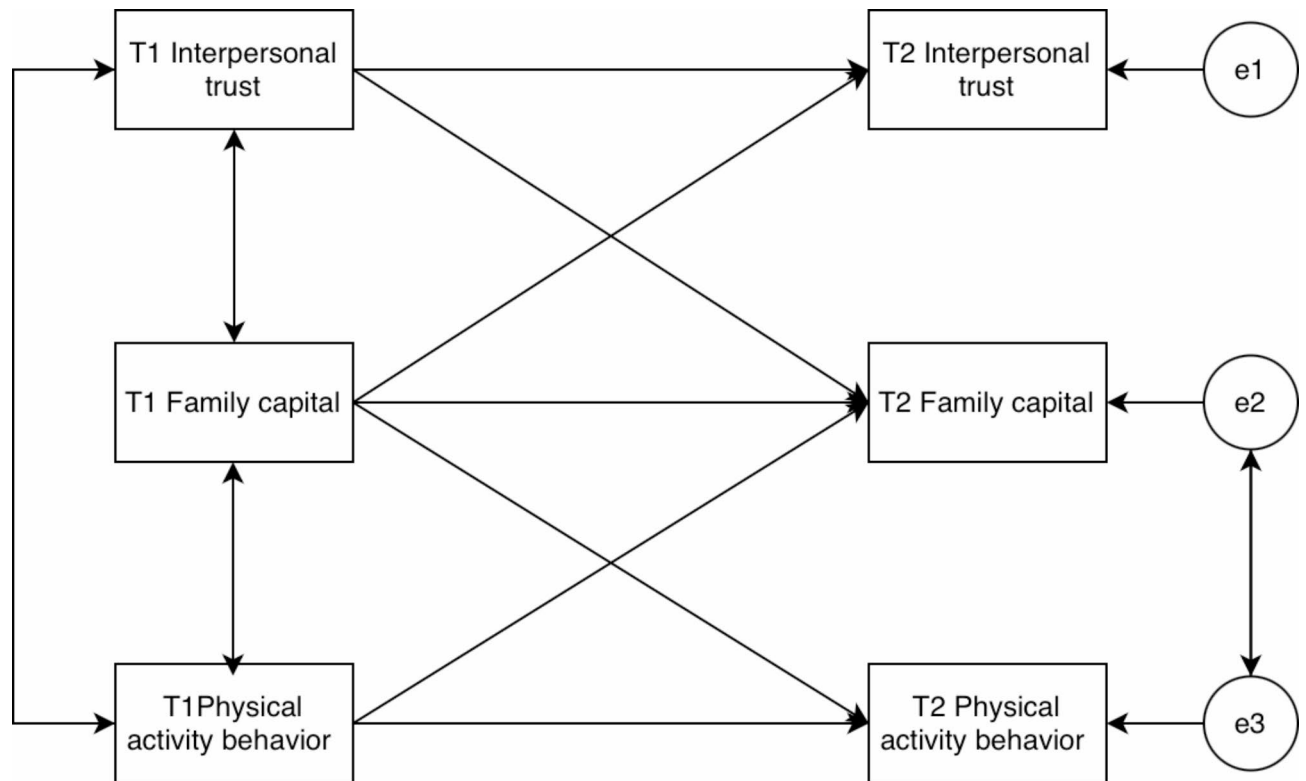 T1 Interpersonal
trust
T2 Interpersonal
trust
e1
T1 Family capital
T2 Family capital
e2
T1Physical
activity behavior
T2 Physical
activity behavior
e3